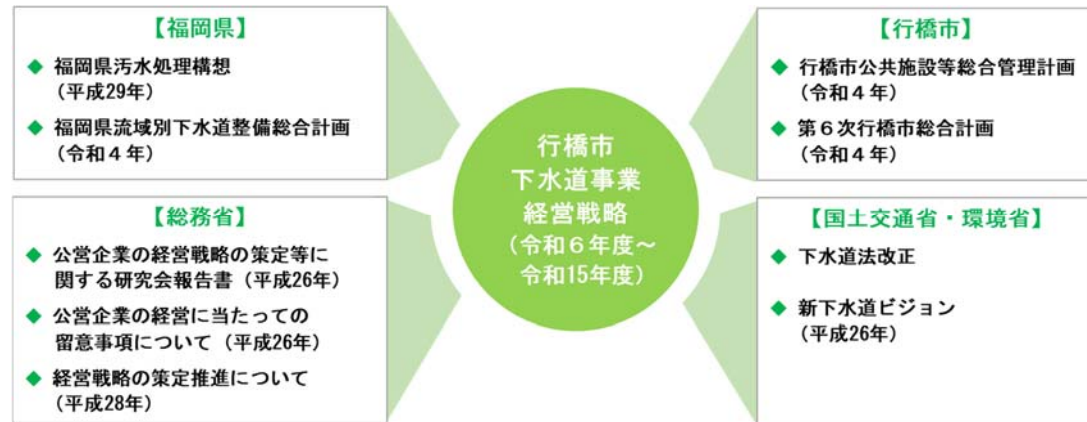 【福岡県】
◆ 福岡県汚水処理構想
(平成29年)
◆ 福岡県流域別下水道整備総合計画
(令和4年)
【行橋市】
◆ 行橋市公共施設等総合管理計画
(令和4年)
◆ 第6次行橋市総合計画
(令和4年)
行橋市
下水道事業
経営戦略
(令和6年度～
令和15年度)
【総務省】
◆ 公営企業の経営戦略の策定等に
関する研究会報告書(平成26年)
◆ 公営企業の経営に当たっての
留意事項について(平成26年)
◆ 経営戦略の策定推進について
(平成28年)
【国土交通省・環境省】
◆ 下水道法改正
◆ 新下水道ビジョン
(平成26年)